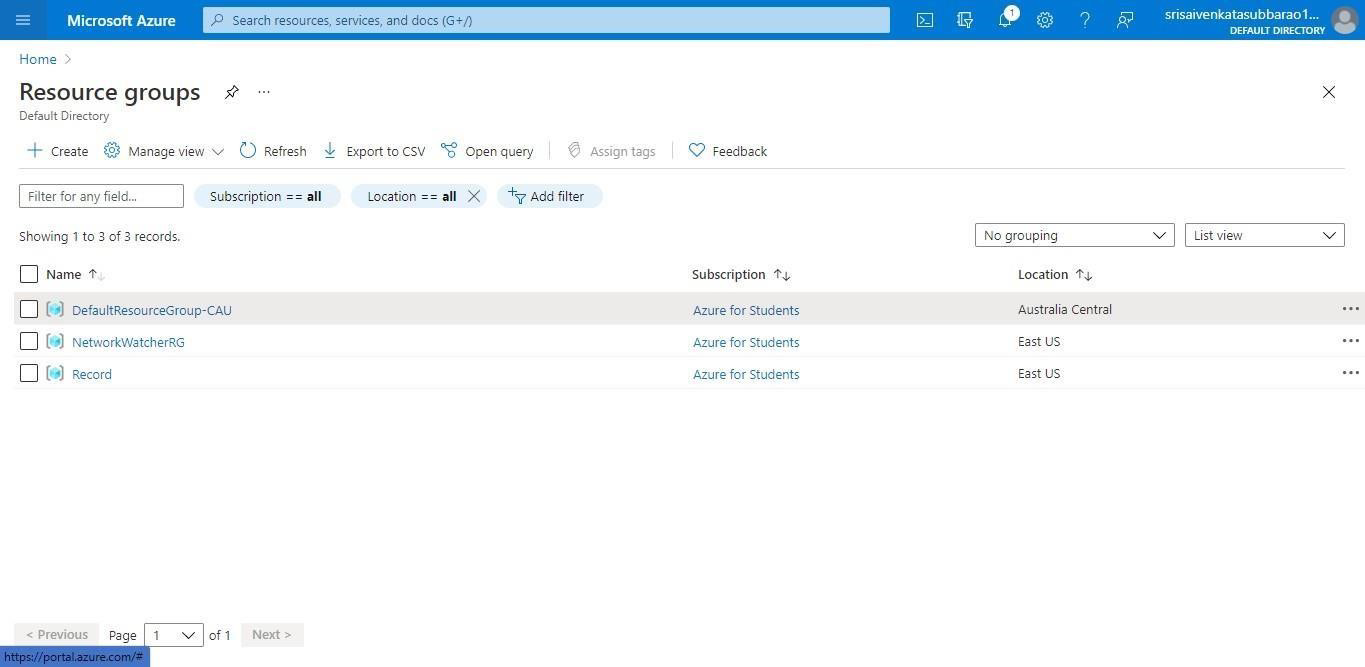 Microsoft Azure
Search resources, services, and docs (G+/)
1
srisaivenkatasubbarao1...
DEFAULT DIRECTORY
Home
Resource groups
Default Directory
Create Manage view Refresh Export to CSV Open query Assign tags Feedback
Filter for any field... Subscription == all Location == all Add filter
Showing 1 to 3 of 3 records. No grouping List view
Name Subscription Location
DefaultResourceGroup-CAU Azure for Students Australia Central
NetworkWatcherRG Azure for Students East US
Record Azure for Students East US
< Previous Page 1 of 1 Next >
https://portal.azure.com/#